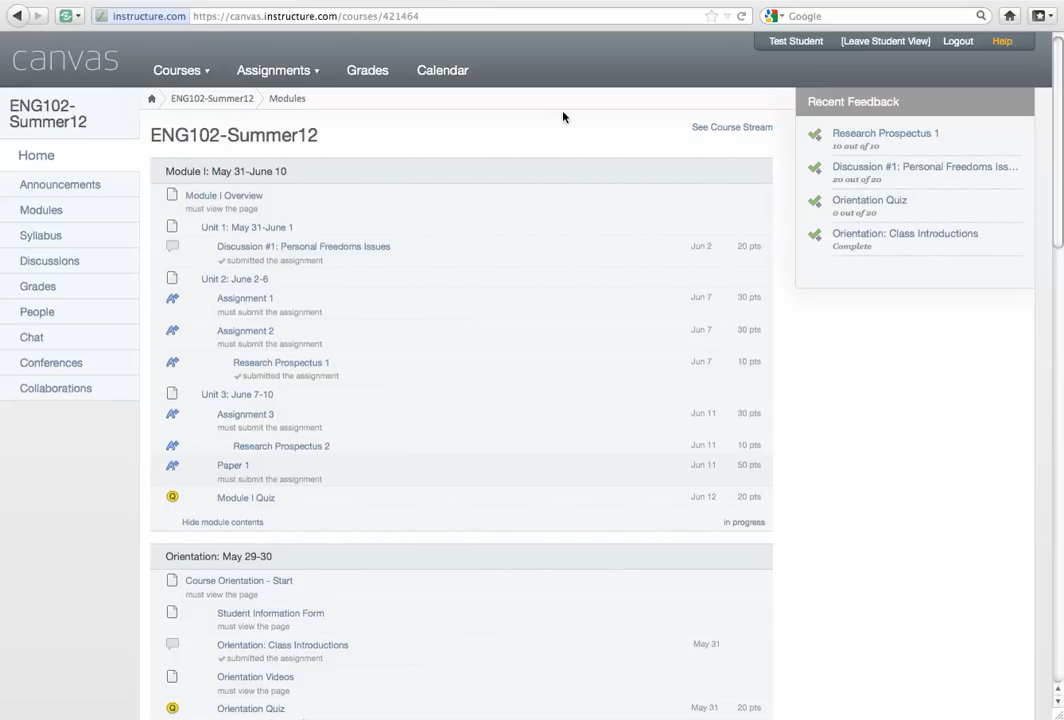 instructure.com https://canvas.instructure.com/courses/421464 Google
Test Student [Leave Student View] Logout Help
canvas Courses Assignments Grades Calendar
ENG102-
Summer12
Home
Announcements
Modules
Syllabus
Discussions
Grades
People
Chat
Conferences
Collaborations
ENG102-Summer12 Modules
ENG102-Summer12 See Course Stream
Module I: May 31-June 10
Module I Overview
must view the page
Unit 1: May 31-June 1
Discussion #1: Personal Freedoms Issues Jun 2 20 pts
submitted the assignment
Unit 2: June 2-6
Assignment 1 Jun 7 30 pts
must submit the assignment
Assignment 2 Jun 7 30 pts
must submit the assignment
Research Prospectus 1 Jun 7 10 pts
submitted the assignment
Unit 3: June 7-10
Assignment 3 Jun 11 30 pts
must submit the assignment
Research Prospectus 2 Jun 11 10 pts
Paper 1 Jun 11 50 pts
must submit the assignment
Module I Quiz Jun 12 20 pts
Hide module contents in progress
Orientation: May 29-30
Course Orientation - Start
must view the page
Student Information Form
must view the page
Orientation: Class Introductions May 31
submitted the assignment
Orientation Videos
must view the page
Orientation Quiz May 31 20 pts
Recent Feedback
Research Prospectus 1
10 out of 10
Discussion #1: Personal Freedoms Iss...
20 out of 20
Orientation Quiz
0 out of 20
Orientation: Class Introductions
Complete